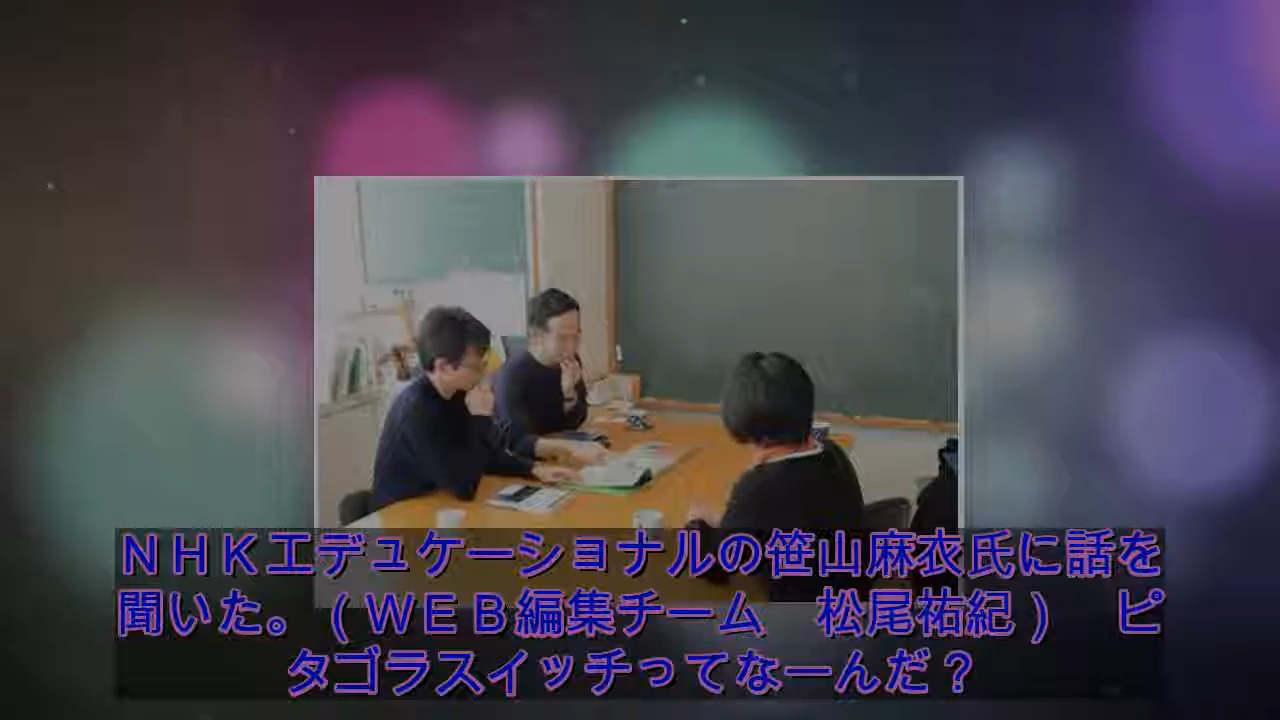 ＮＨＫエデュケーショナルの笹山麻衣氏に話を
聞いた。（ＷＥＢ編集チーム　松尾祐紀）　ピ
タゴラスイッチってなーんだ？